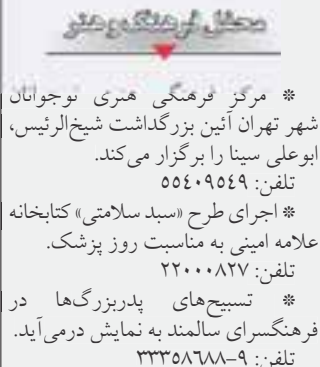 محفل فرهنگ و هنر
* مرکز فرهنگی هنری نوجوانان
شهر تهران آئین بزرگداشت شیخ‌الرئیس،
ابوعلی سینا را برگزار می‌کند.
تلفن: ۵۵۴۰۹۵۴۹
* اجرای طرح «سبد سلامتی» کتابخانه
علامه امینی به مناسبت روز پزشک.
تلفن: ۲۲۰۰۰۸۲۷
* تسبیح‌های پدربزرگ‌ها در
فرهنگسرای سالمند به نمایش درمی‌آید.
تلفن: ۹-۳۳۳۵۸۶۸۸